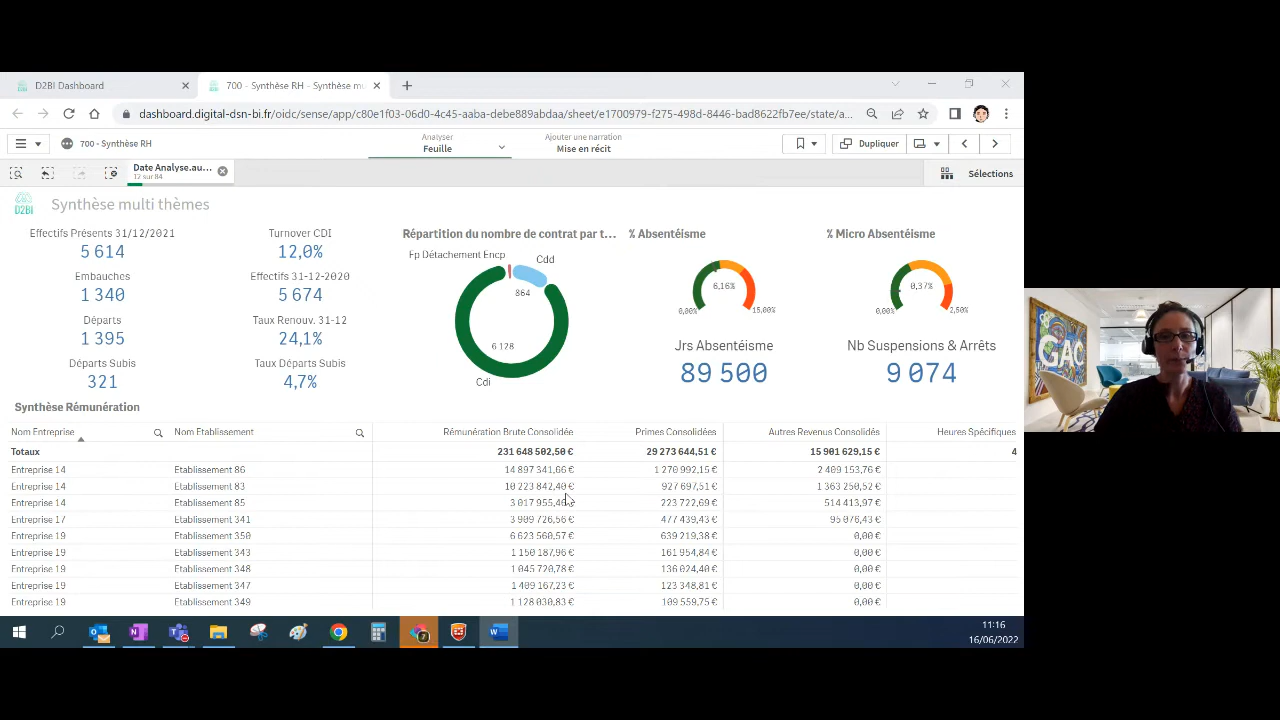 D2BI Dashboard
700 - Synthèse RH - Synthèse mu
dashboard.digital-dsn-bi.fr/oidc/sense/app/c80e1f03-06d0-4c45-aaba-debe889abdaa/sheet/e1700979-f275-498d-8446-bad8622fb7ee/state/a...
700 - Synthèse RH
Analyser
Feuille
Ajoutez une narration
Mise en récit
Dupliquer
Date Analyse.au...
12 sur 84
Sélections
D2BI
Synthèse multi thèmes
Effectifs Présents 31/12/2021
5 614
Embauches
1 340
Départs
1 395
Départs Subis
321
Turnover CDI
12,0%
Effectifs 31-12-2020
5 674
Taux Renouv. 31-12
24,1%
Taux Départs Subis
4,7%
Répartition du nombre de contrat par t...
Fp Détachement Encp
Cdd
864
6 128
Cdi
% Absentéisme
6,16%
0,00%
15,00%
Jrs Absentéisme
89 500
% Micro Absentéisme
0,37%
0,00%
2,50%
Nb Suspensions & Arrêts
9 074
Synthèse Rémunération
Nom Entreprise Nom Etablissement Rémunération Brute Consolidée Primes Consolidées Autres Revenus Consolidés Heures Spécifiques
Totaux 231 648 502,50 € 29 273 644,51 € 15 901 629,15 € 4
Entreprise 14 Etablissement 86 14 897 341,66 € 1 270 992,15 € 2 409 153,76 €
Entreprise 14 Etablissement 83 10 223 842,40 € 927 697,51 € 1 363 250,52 €
Entreprise 14 Etablissement 85 3 017 955,46 € 223 722,69 € 514 413,97 €
Entreprise 17 Etablissement 341 3 909 726,56 € 477 439,43 € 95 076,43 €
Entreprise 19 Etablissement 350 6 623 560,57 € 639 219,38 € 0,00 €
Entreprise 19 Etablissement 343 1 150 187,96 € 161 954,84 € 0,00 €
Entreprise 19 Etablissement 348 1 045 720,78 € 136 024,40 € 0,00 €
Entreprise 19 Etablissement 347 1 409 167,23 € 123 348,81 € 0,00 €
Entreprise 19 Etablissement 349 1 128 030,83 € 109 559,75 € 0,00 €
11:16
16/06/2022
GAC